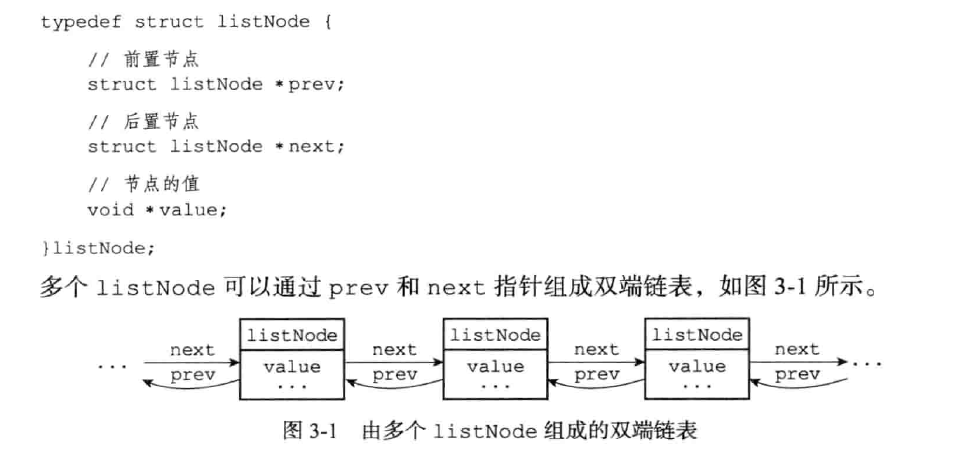 typedef struct listNode {
// 前置节点
struct listNode *prev;
// 后置节点
struct listNode *next;
// 节点的值
void *value;
}listNode;
多个 listNode 可以通过 prev 和 next 指针组成双端链表，如图 3-1 所示。
listNode listNode listNode
... next value next value next value next ...
prev ... prev ... prev ... prev
图 3-1 由多个 listNode 组成的双端链表